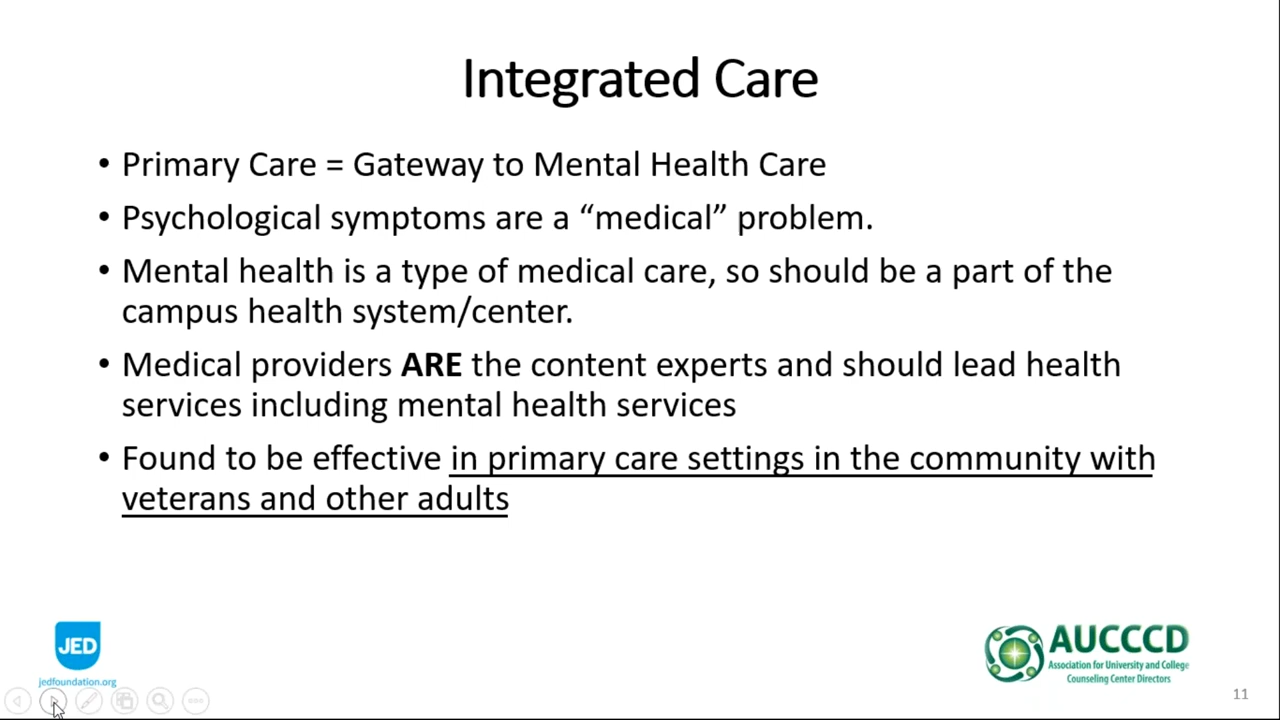 Integrated Care
• Primary Care = Gateway to Mental Health Care
• Psychological symptoms are a “medical” problem.
• Mental health is a type of medical care, so should be a part of the
campus health system/center.
• Medical providers ARE the content experts and should lead health
services including mental health services
• Found to be effective in primary care settings in the community with
veterans and other adults
JED
jedfoundation.org
AUCCCD
Association for University and College
Counseling Center Directors
11